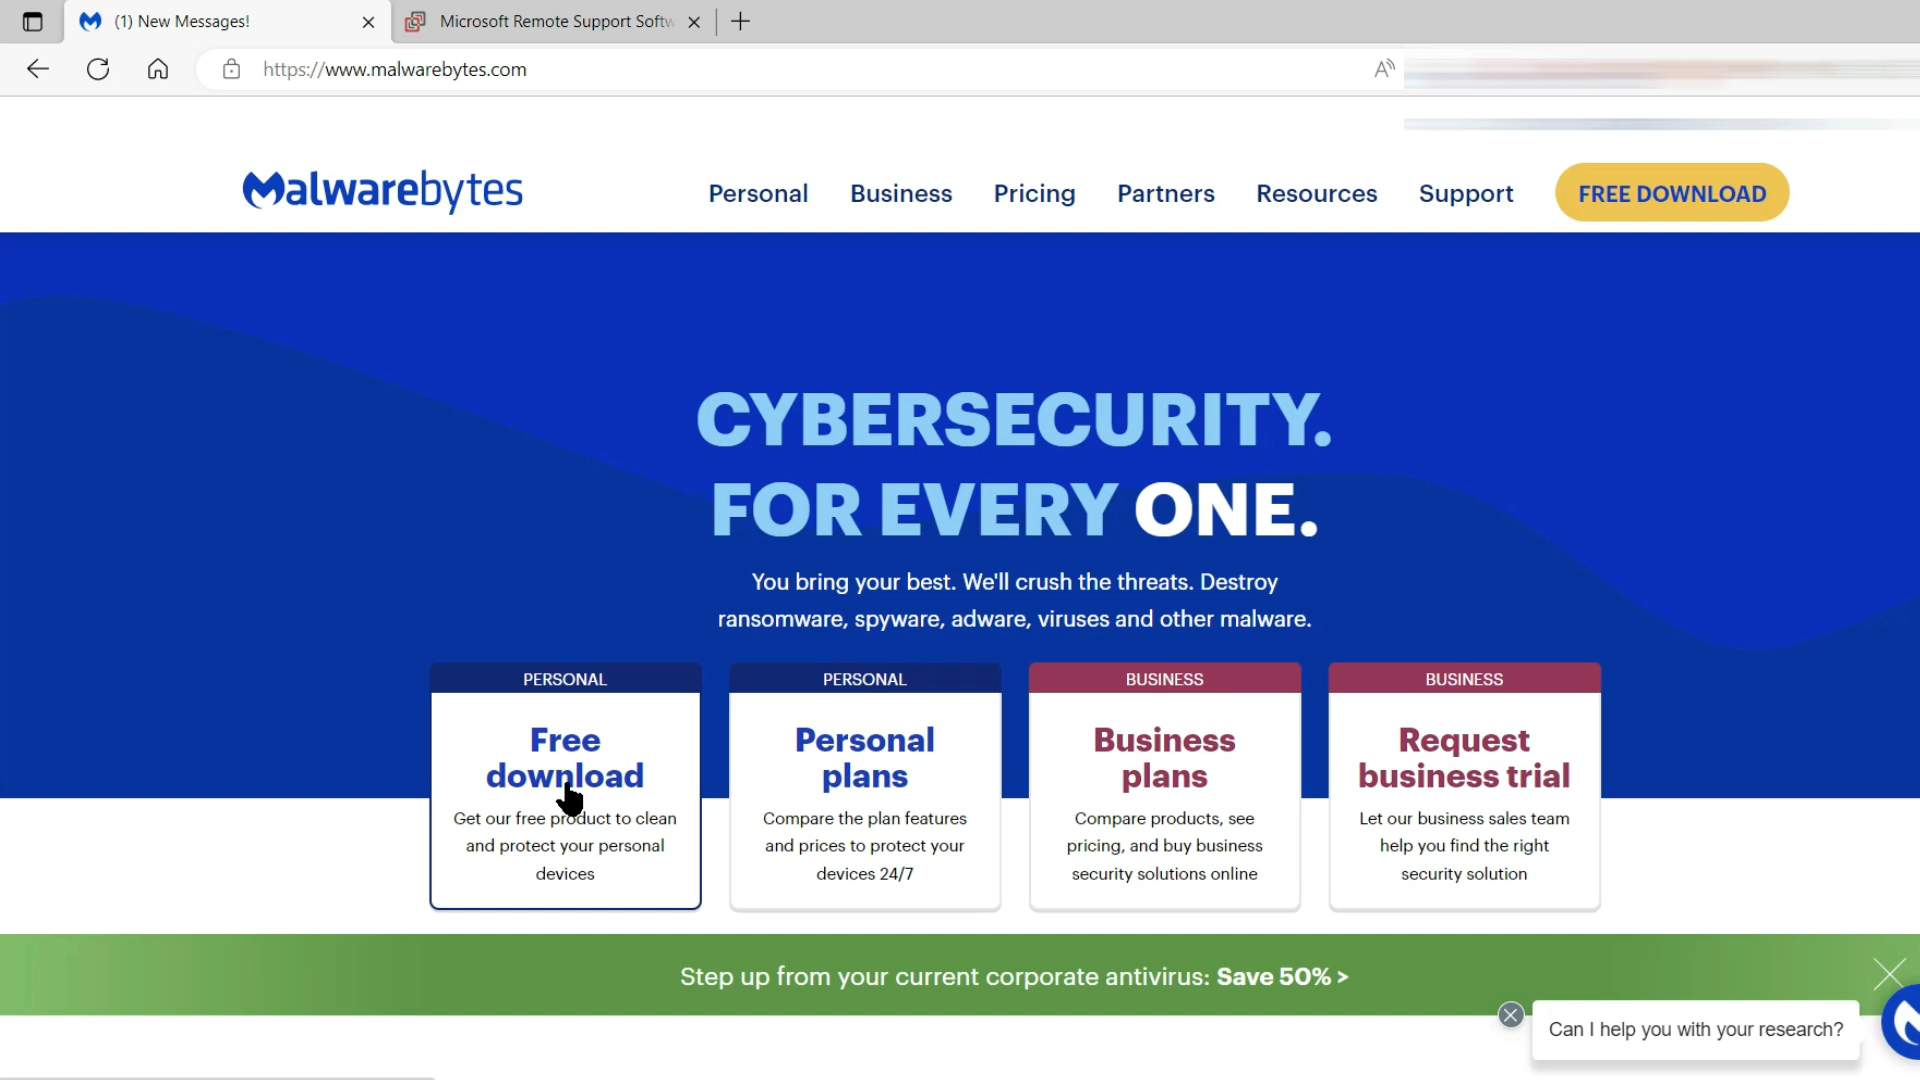 (1) New Messages!
Microsoft Remote Support Softw
https://www.malwarebytes.com
Malwarebytes
Personal
Business
Pricing
Partners
Resources
Support
FREE DOWNLOAD
CYBERSECURITY.
FOR EVERY ONE.
You bring your best. We'll crush the threats. Destroy
ransomware, spyware, adware, viruses and other malware.
PERSONAL
Free
download
Get our free product to clean
and protect your personal
devices
PERSONAL
Personal
plans
Compare the plan features
and prices to protect your
devices 24/7
BUSINESS
Business
plans
Compare products, see
pricing, and buy business
security solutions online
BUSINESS
Request
business trial
Let our business sales team
help you find the right
security solution
Step up from your current corporate antivirus: Save 50% >
Can I help you with your research?